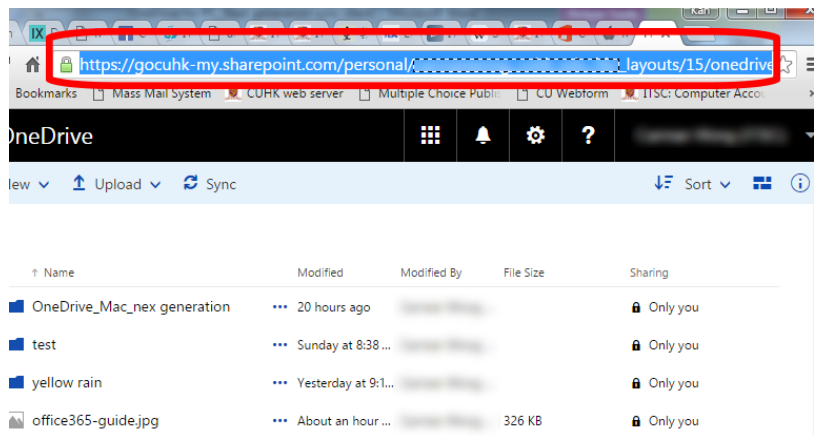 Kari
https://gocuhk-my.sharepoint.com/personal/ _layouts/15/onedrive
Bookmarks Mass Mail System CUHK web server Multiple Choice Public CU Webform ITSC: Computer Accou
OneDrive ?
New Upload Sync Sort
↑ Name Modified Modified By File Size Sharing
OneDrive_Mac_nex generation ••• 20 hours ago Only you
test ••• Sunday at 8:38 ... Only you
yellow rain ••• Yesterday at 9:1... Only you
office365-guide.jpg ••• About an hour ... 326 KB Only you